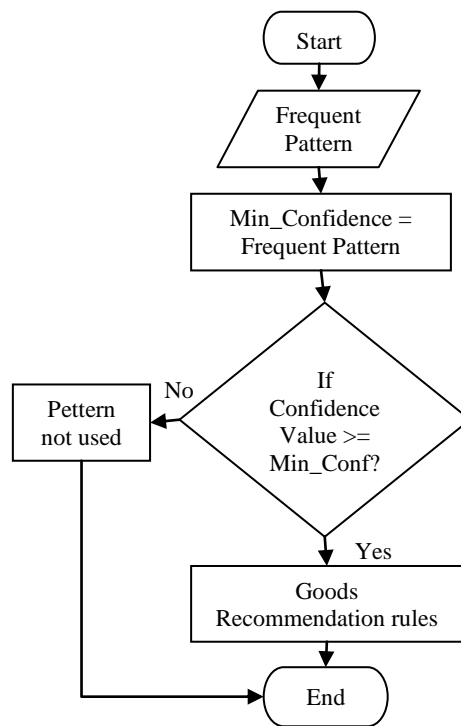 Start
Frequent
Pattern
Min_Confidence =
Frequent Pattern
If
Confidence
Value >=
Min_Conf?
No
Pettern
not used
Yes
Goods
Recommendation rules
End